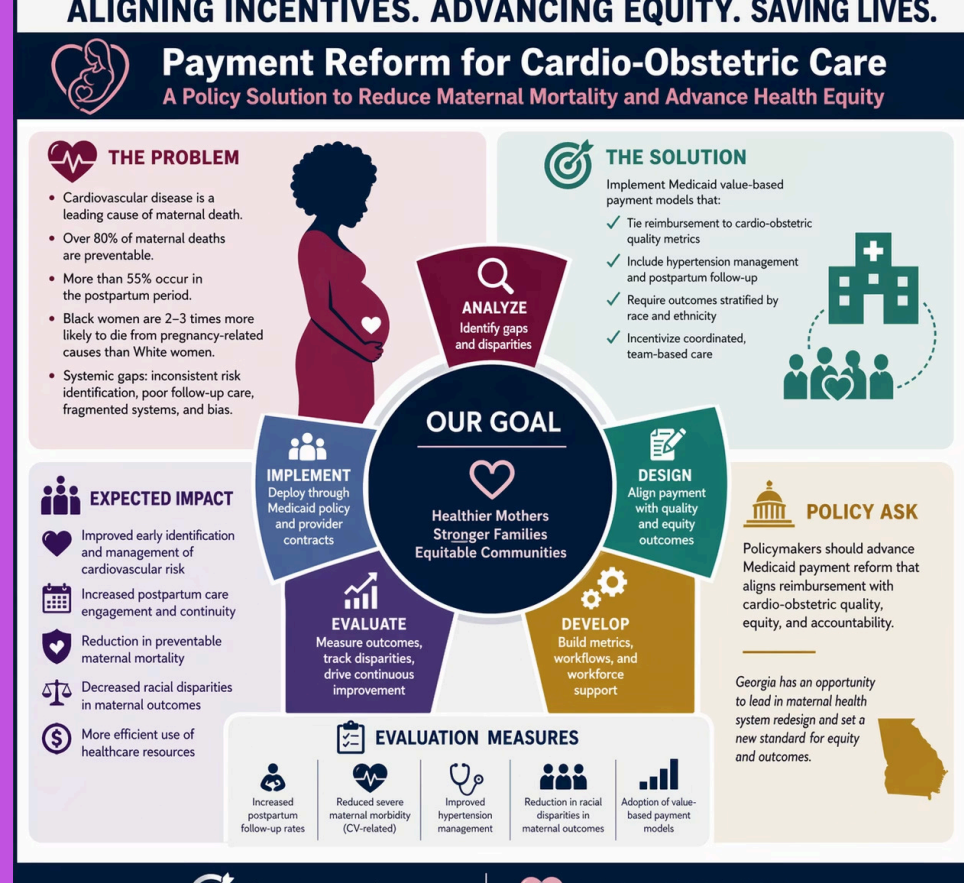 ALIGNING INCENTIVES. ADVANCING EQUITY. SAVING LIVES.
Payment Reform for Cardio-Obstetric Care
A Policy Solution to Reduce Maternal Mortality and Advance Health Equity
THE PROBLEM
• Cardiovascular disease is a
leading cause of maternal death.
• Over 80% of maternal deaths
are preventable.
• More than 55% occur in
the postpartum period.
• Black women are 2–3 times more
likely to die from pregnancy-related
causes than White women.
• Systemic gaps: inconsistent risk
identification, poor follow-up care,
fragmented systems, and bias.
THE SOLUTION
Implement Medicaid value-based
payment models that:
✓ Tie reimbursement to cardio-obstetric
quality metrics
✓ Include hypertension management
and postpartum follow-up
✓ Require outcomes stratified by
race and ethnicity
✓ Incentivize coordinated,
team-based care
ANALYZE
Identify gaps
and disparities
DESIGN
Align payment
with quality
and equity
outcomes
DEVELOP
Build metrics,
workflows, and
workforce
support
EVALUATE
Measure outcomes,
track disparities,
drive continuous
improvement
IMPLEMENT
Deploy through
Medicaid policy
and provider
contracts
OUR GOAL
Healthier Mothers
Stronger Families
Equitable Communities
EXPECTED IMPACT
Improved early identification
and management of
cardiovascular risk
Increased postpartum care
engagement and continuity
Reduction in preventable
maternal mortality
Decreased racial disparities
in maternal outcomes
$
More efficient use of
healthcare resources
POLICY ASK
Policymakers should advance
Medicaid payment reform that
aligns reimbursement with
cardio-obstetric quality,
equity, and accountability.
Georgia has an opportunity
to lead in maternal health
system redesign and set a
new standard for equity
and outcomes.
EVALUATION MEASURES
Increased
postpartum
follow-up rates
Reduced severe
maternal morbidity
(CV-related)
Improved
hypertension
management
Reduction in racial
disparities in
maternal outcomes
Adoption of value-
based payment
models